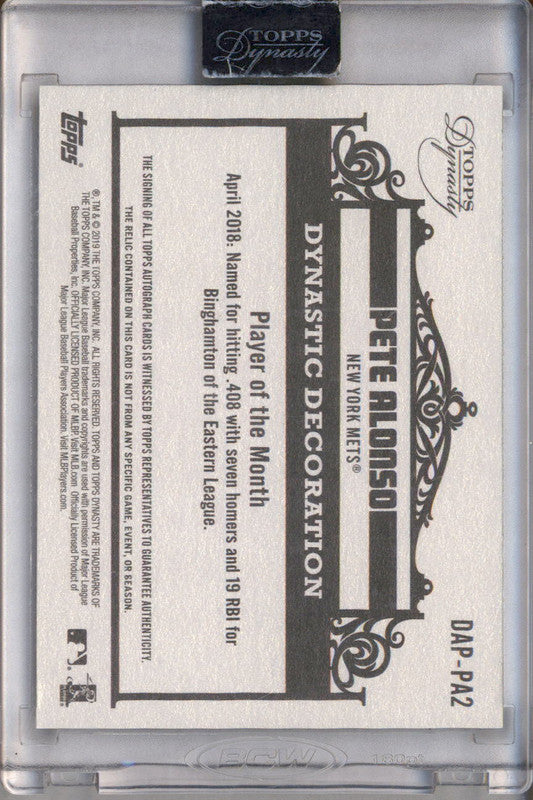 TOPPS
Dynasty
TOPPS
Dynasty
DAP-PA2
PETE ALONSO
NEW YORK METS®
DYNASTIC DECORATION
Player of the Month
April 2018: Named for hitting .408 with seven homers and 19 RBI for
Binghamton of the Eastern League.
THE SIGNING OF ALL TOPPS AUTOGRAPH CARDS IS WITNESSED BY TOPPS REPRESENTATIVES TO GUARANTEE AUTHENTICITY.
THE RELIC CONTAINED ON THIS CARD IS NOT FROM ANY SPECIFIC GAME, EVENT, OR SEASON.
topps®
®, TM & © 2019 THE TOPPS COMPANY, INC. ALL RIGHTS RESERVED. TOPPS AND TOPPS DYNASTY ARE TRADEMARKS OF
THE TOPPS COMPANY, INC. Major League Baseball trademarks and copyrights are used with permission of Major League
Baseball Properties, Inc. OFFICIALLY LICENSED PRODUCT OF MLBP. Visit MLB.com. Officially Licensed Product of
Major League Baseball Players Association. Visit MLBPlayers.com.
BCW
180pt